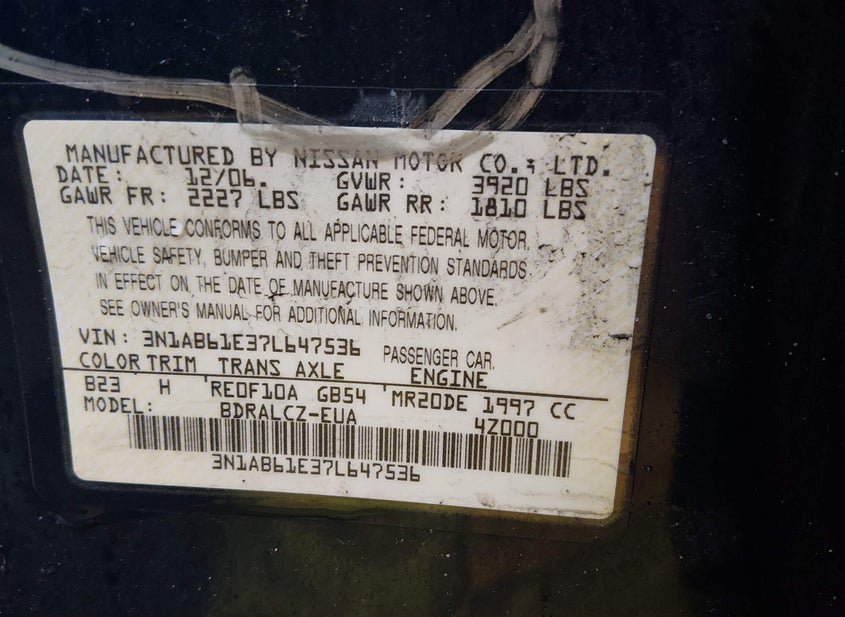 MANUFACTURED BY NISSAN MOTOR CO., LTD.
DATE: 12/06. GVWR: 3920 LBS
GAWR FR: 2227 LBS GAWR RR: 1810 LBS
THIS VEHICLE CONFORMS TO ALL APPLICABLE FEDERAL MOTOR
VEHICLE SAFETY, BUMPER AND THEFT PREVENTION STANDARDS
IN EFFECT ON THE DATE OF MANUFACTURE SHOWN ABOVE.
SEE OWNER'S MANUAL FOR ADDITIONAL INFORMATION.
VIN: 3N1AB61E37L647536 PASSENGER CAR
COLOR TRIM TRANS AXLE ENGINE
B23 H RE0F10A GB54 MR20DE 1997 CC
MODEL: BDRALCZ-EUA 4Z000
3N1AB61E37L647536